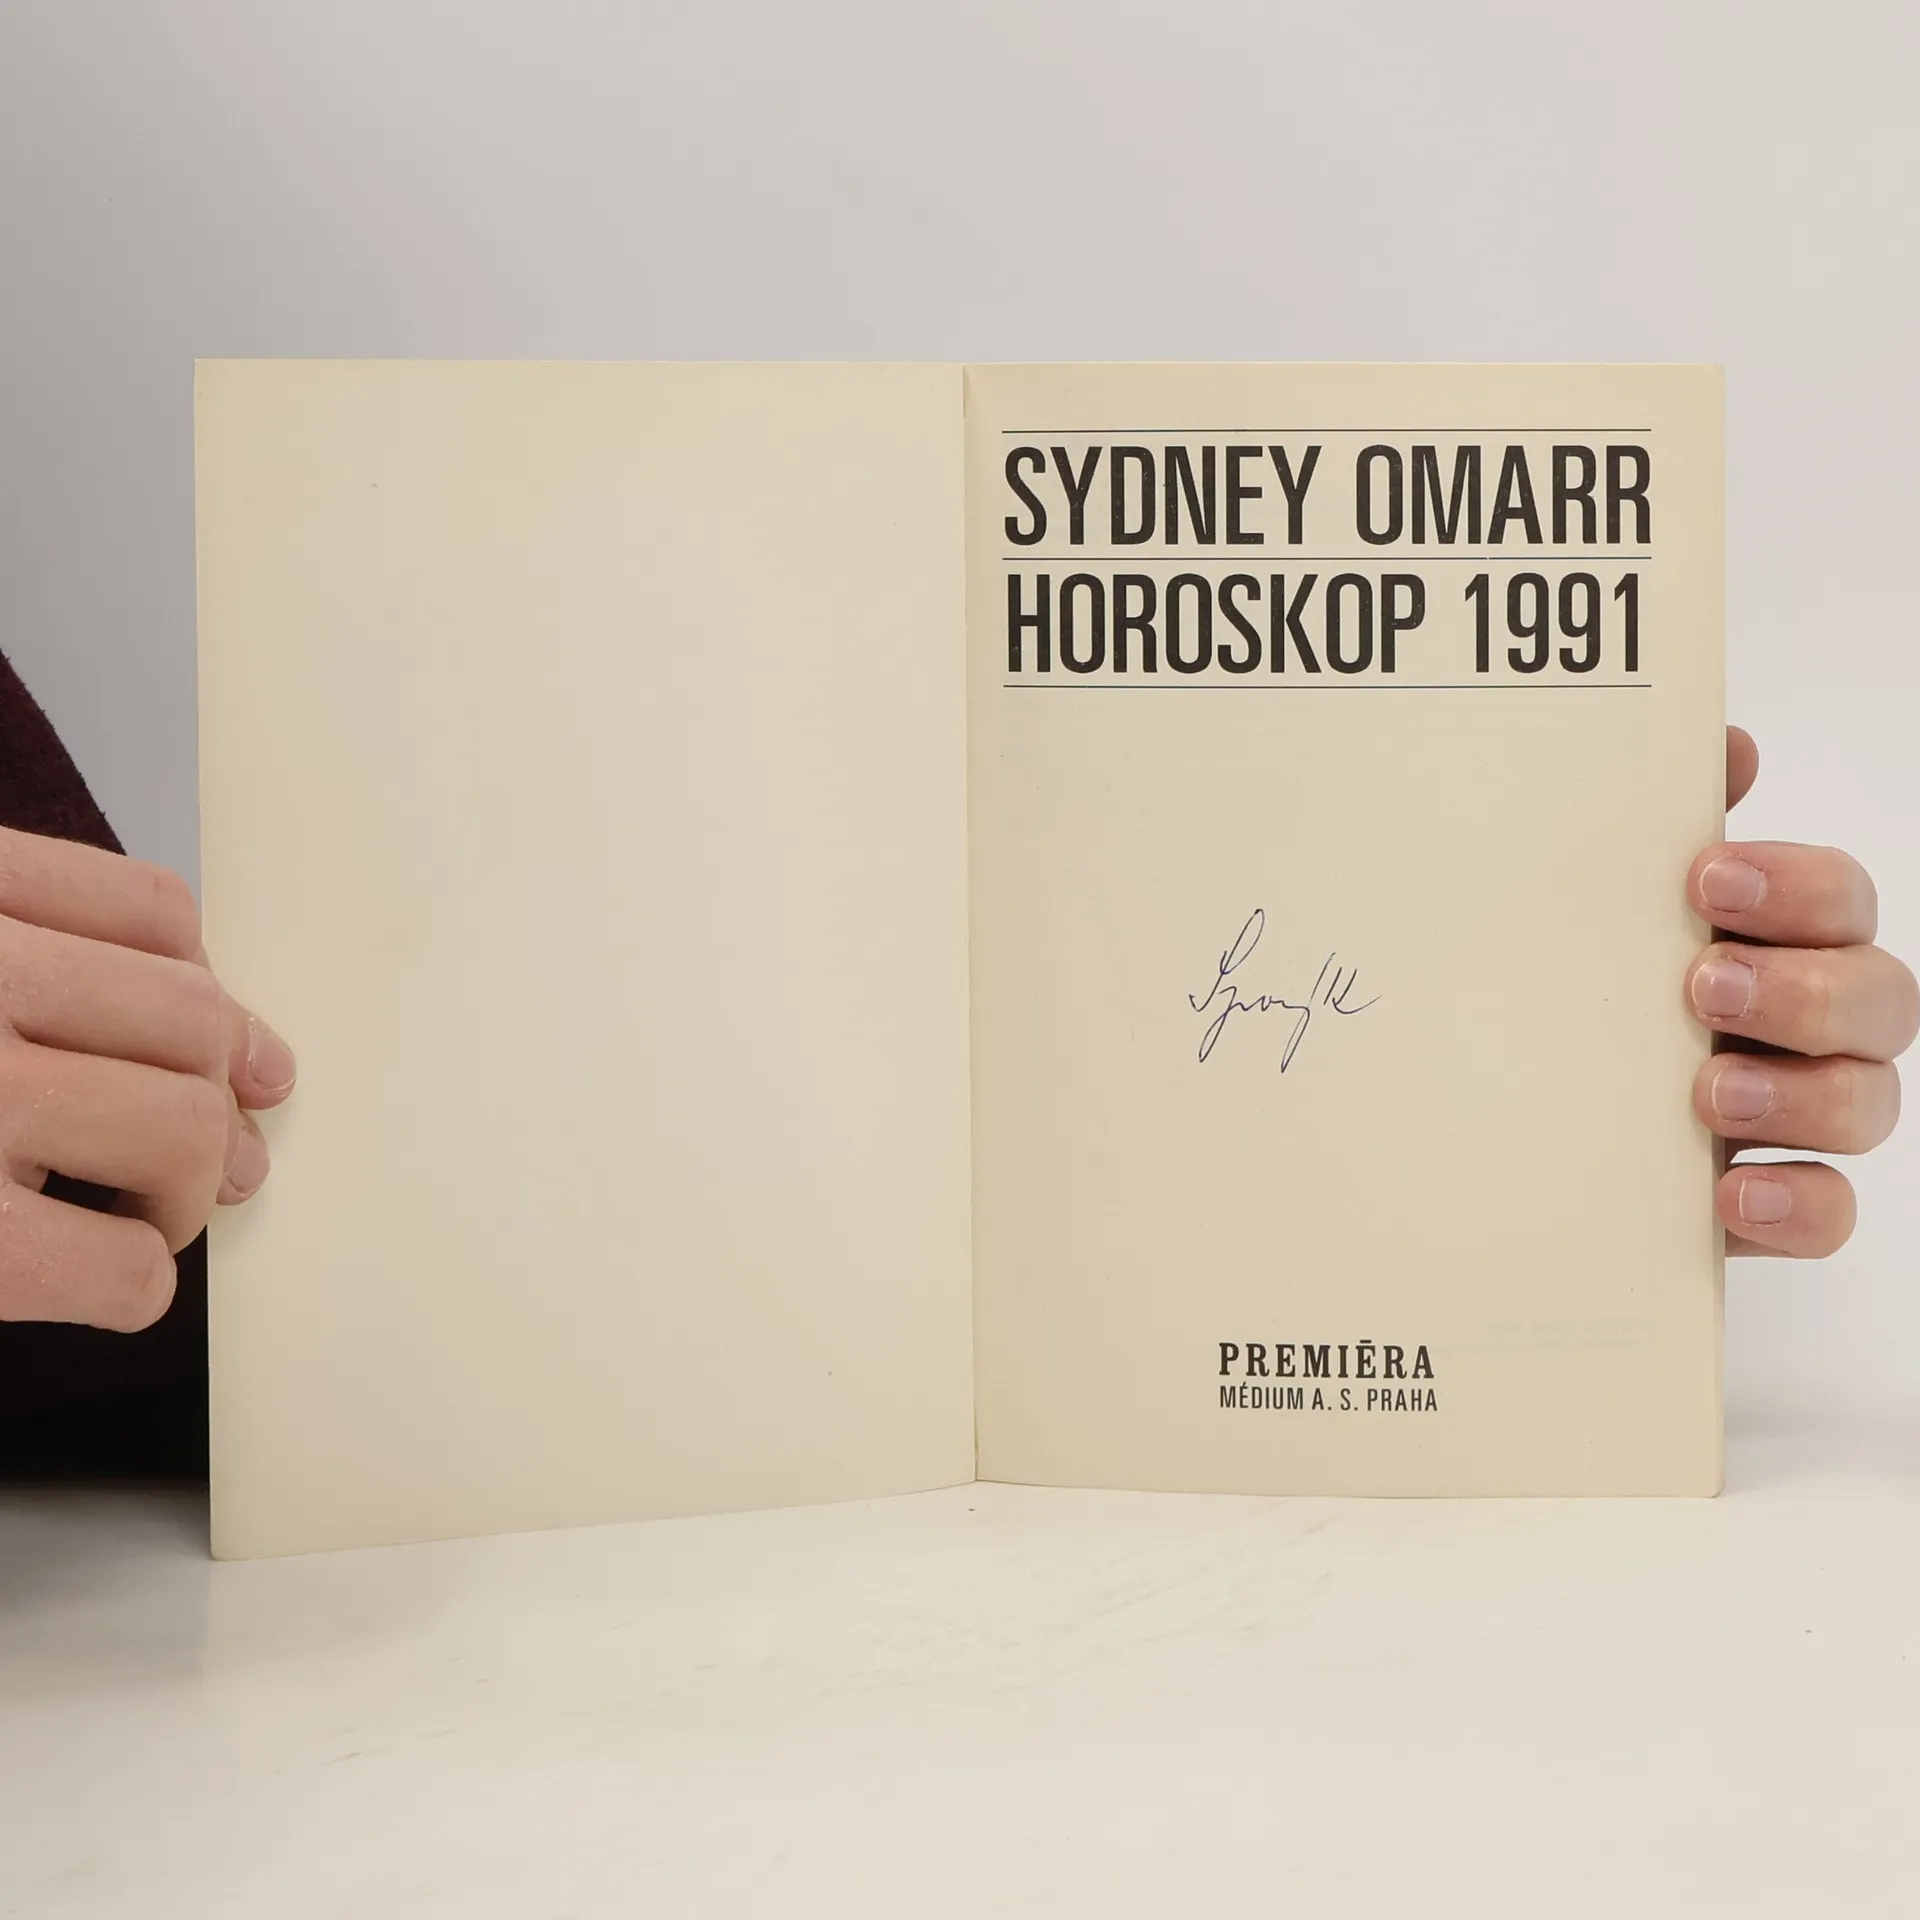 SYDNEY OMARR
HOROSKOP 1991
PREMIĒRA
MÉDIUM A. S. PRAHA